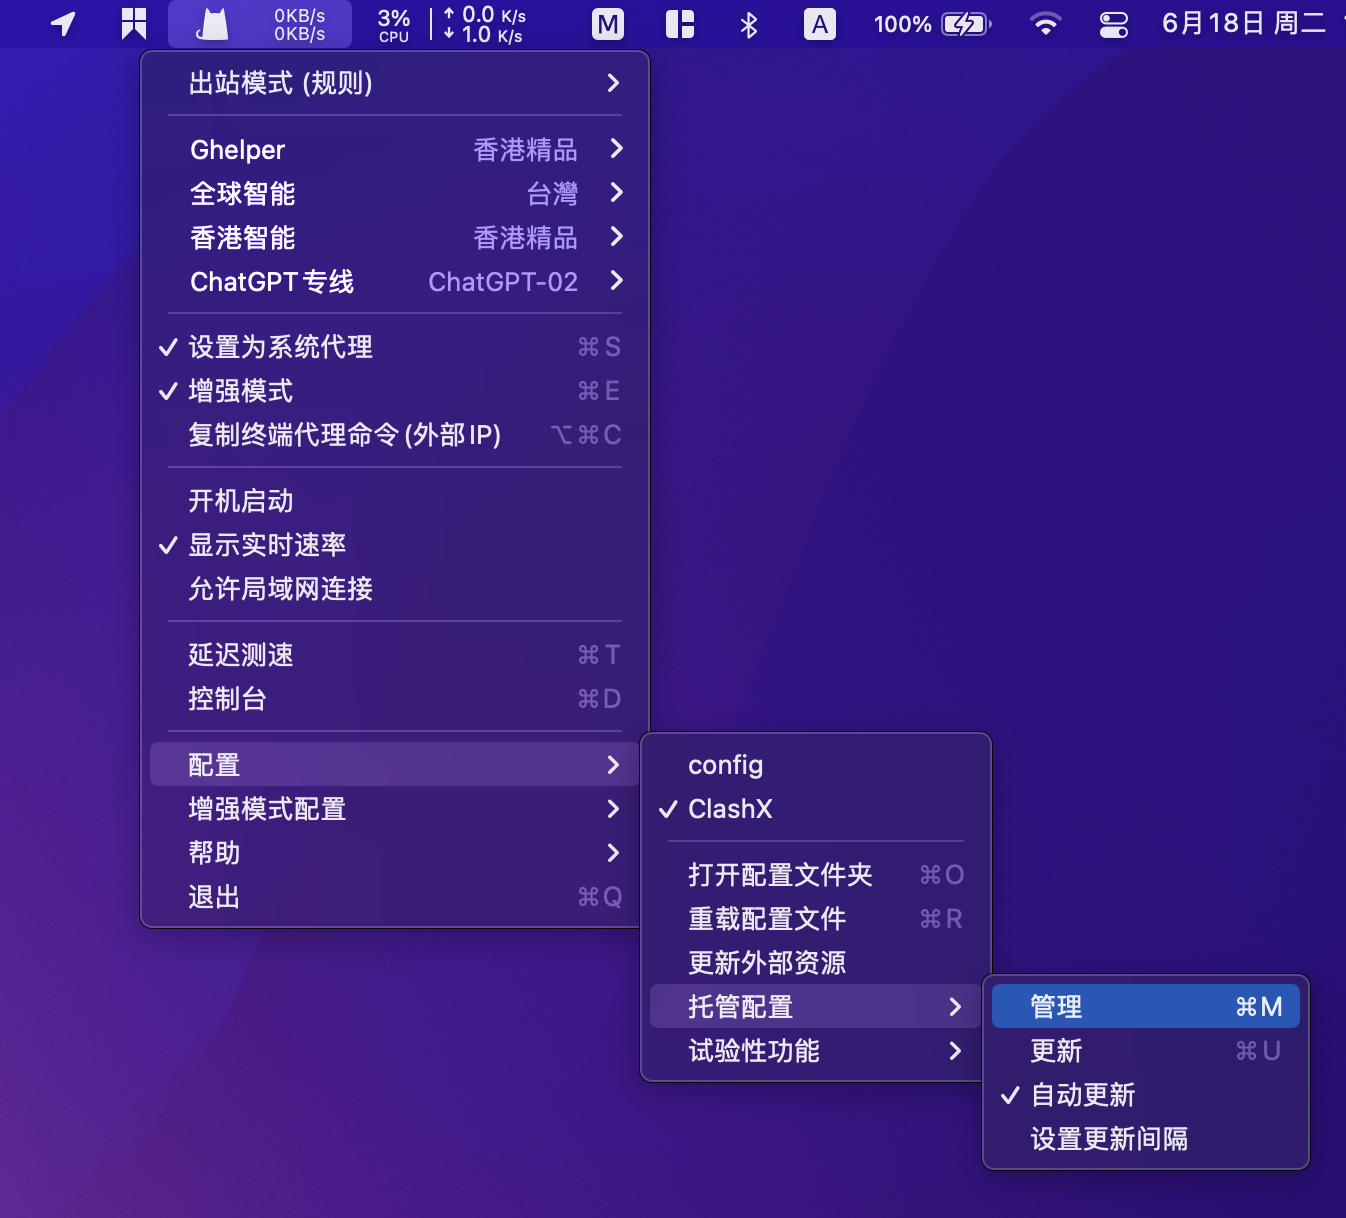 0KB/s
0KB/s
3%
CPU
↑ 0.0 K/s
↓ 1.0 K/s
M
A
100%
6月18日 周二
出站模式 (规则)
Ghelper 香港精品
全球智能 台灣
香港智能 香港精品
ChatGPT 专线 ChatGPT-02
设置为系统代理 ⌘S
增强模式 ⌘E
复制终端代理命令 (外部 IP) ⌥⌘C
开机启动
显示实时速率
允许局域网连接
延迟测速 ⌘T
控制台 ⌘D
配置
增强模式配置
帮助
退出 ⌘Q
config
ClashX
打开配置文件夹 ⌘O
重载配置文件 ⌘R
更新外部资源
托管配置
试验性功能
管理 ⌘M
更新 ⌘U
自动更新
设置更新间隔